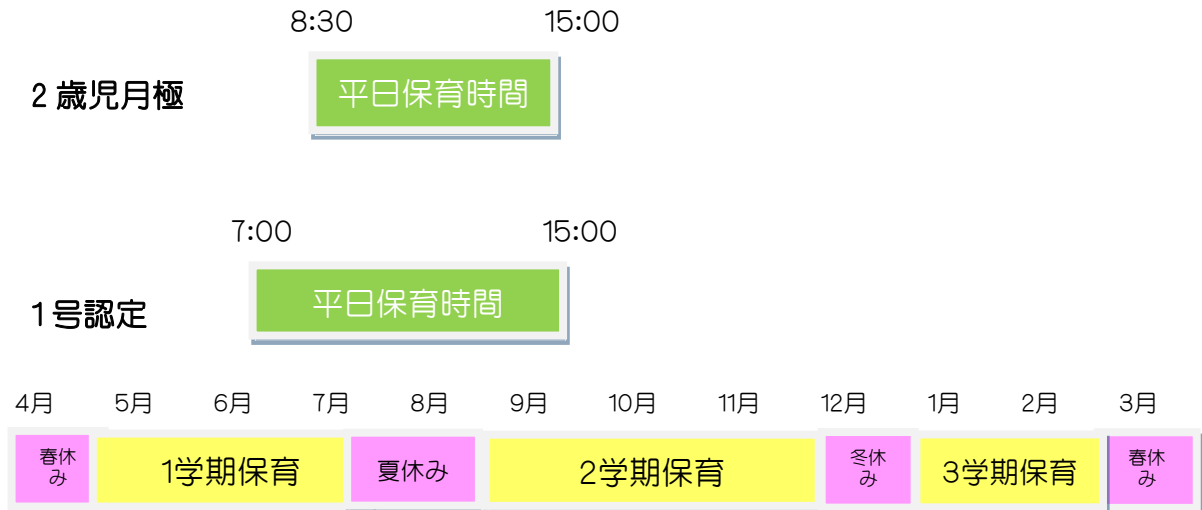 8:30 15:00
2歳児月極
平日保育時間
7:00 15:00
1号認定
平日保育時間
4月 5月 6月 7月 8月 9月 10月 11月 12月 1月 2月 3月
春休
み
1学期保育
夏休み
2学期保育
冬休
み
3学期保育
春休
み